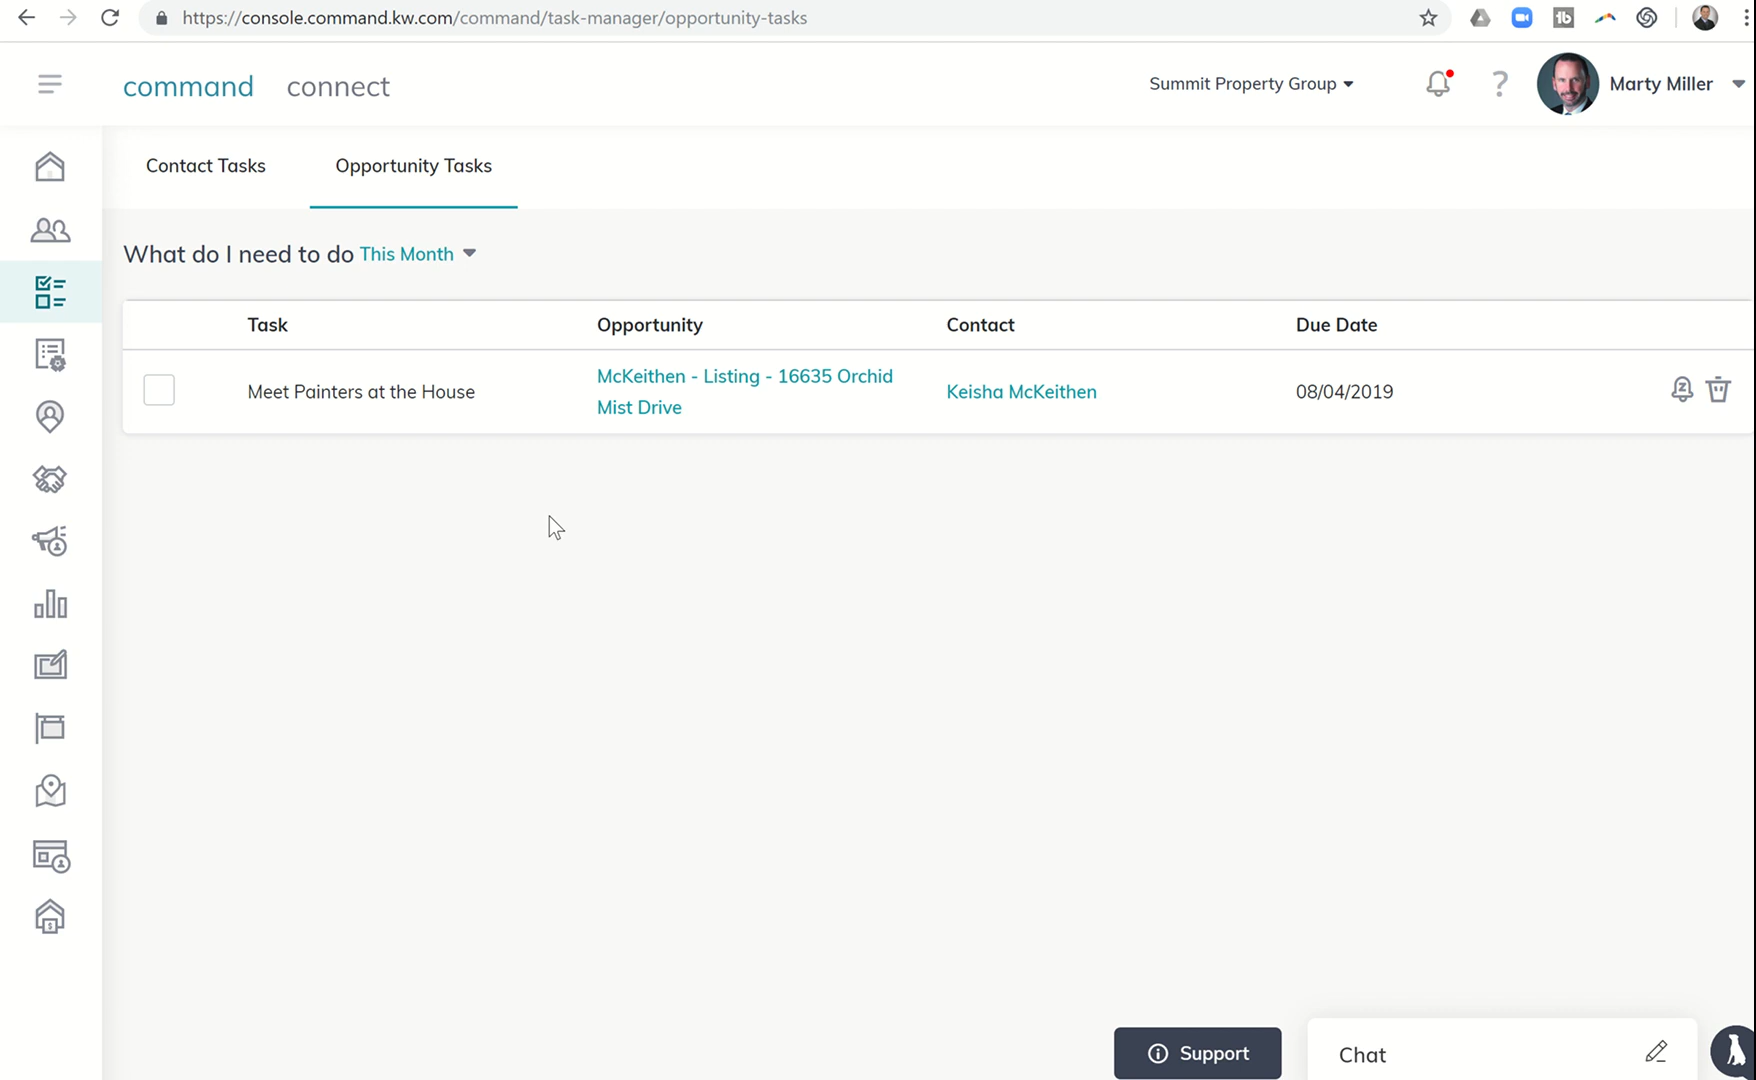 https://console.command.kw.com/command/task-manager/opportunity-tasks
command connect
Summit Property Group
Marty Miller
Contact Tasks
Opportunity Tasks
What do I need to do This Month
Task Opportunity Contact Due Date
Meet Painters at the House
McKeithen - Listing - 16635 Orchid
Mist Drive
Keisha McKeithen
08/04/2019
Support
Chat